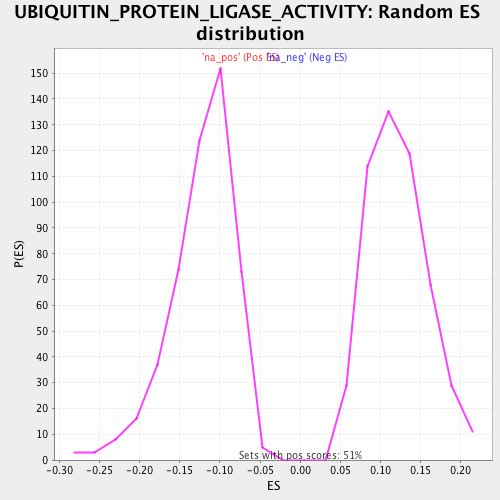 UBIQUITIN_PROTEIN_LIGASE_ACTIVITY: Random ES
distribution
'na_pos' (Pos ES)
'na_neg' (Neg ES)
P(ES)
150
140
130
120
110
100
90
80
70
60
50
40
30
20
10
0
Sets with pos scores: 51%
-0.30 -0.25 -0.20 -0.15 -0.10 -0.05 0.00 0.05 0.10 0.15 0.20
ES